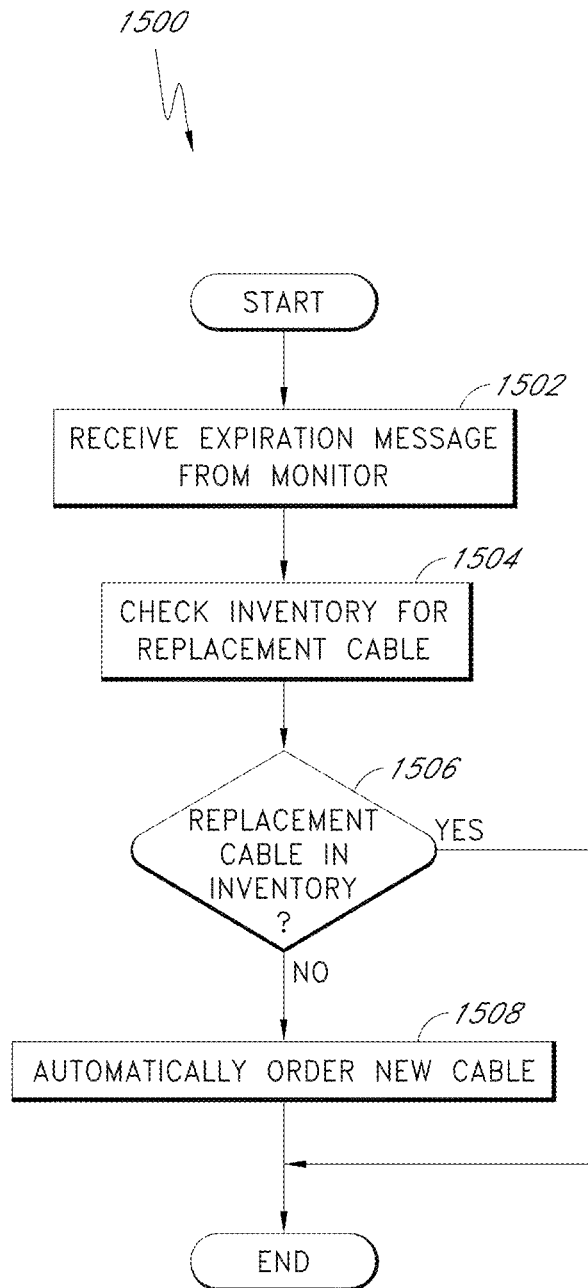 1500
START
1502
RECEIVE EXPIRATION MESSAGE
FROM MONITOR
1504
CHECK INVENTORY FOR
REPLACEMENT CABLE
1506
REPLACEMENT
CABLE IN
INVENTORY
?
YES
NO
1508
AUTOMATICALLY ORDER NEW CABLE
END